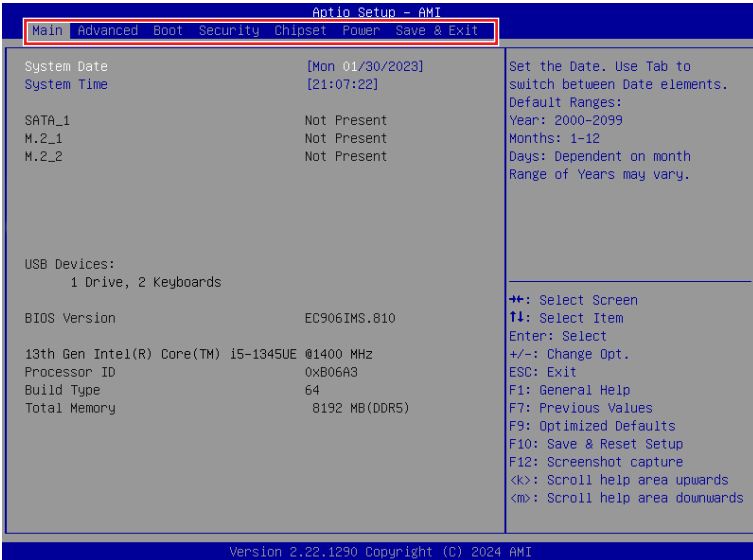 Aptio Setup – AMI
Main Advanced Boot Security Chipset Power Save & Exit
System Date [Mon 01/30/2023]
System Time [21:07:22]
SATA_1 Not Present
M.2_1 Not Present
M.2_2 Not Present
USB Devices:
1 Drive, 2 Keyboards
BIOS Version EC906IMS.810
13th Gen Intel(R) Core(TM) i5-1345UE @1400 MHz
Processor ID 0xB06A3
Build Type 64
Total Memory 8192 MB(DDR5)
Set the Date. Use Tab to
switch between Date elements.
Default Ranges:
Year: 2000-2099
Months: 1-12
Days: Dependent on month
Range of Years may vary.
→←: Select Screen
↑↓: Select Item
Enter: Select
+/-: Change Opt.
ESC: Exit
F1: General Help
F7: Previous Values
F9: Optimized Defaults
F10: Save & Reset Setup
F12: Screenshot capture
<k>: Scroll help area upwards
<m>: Scroll help area downwards
Version 2.22.1290 Copyright (C) 2024 AMI